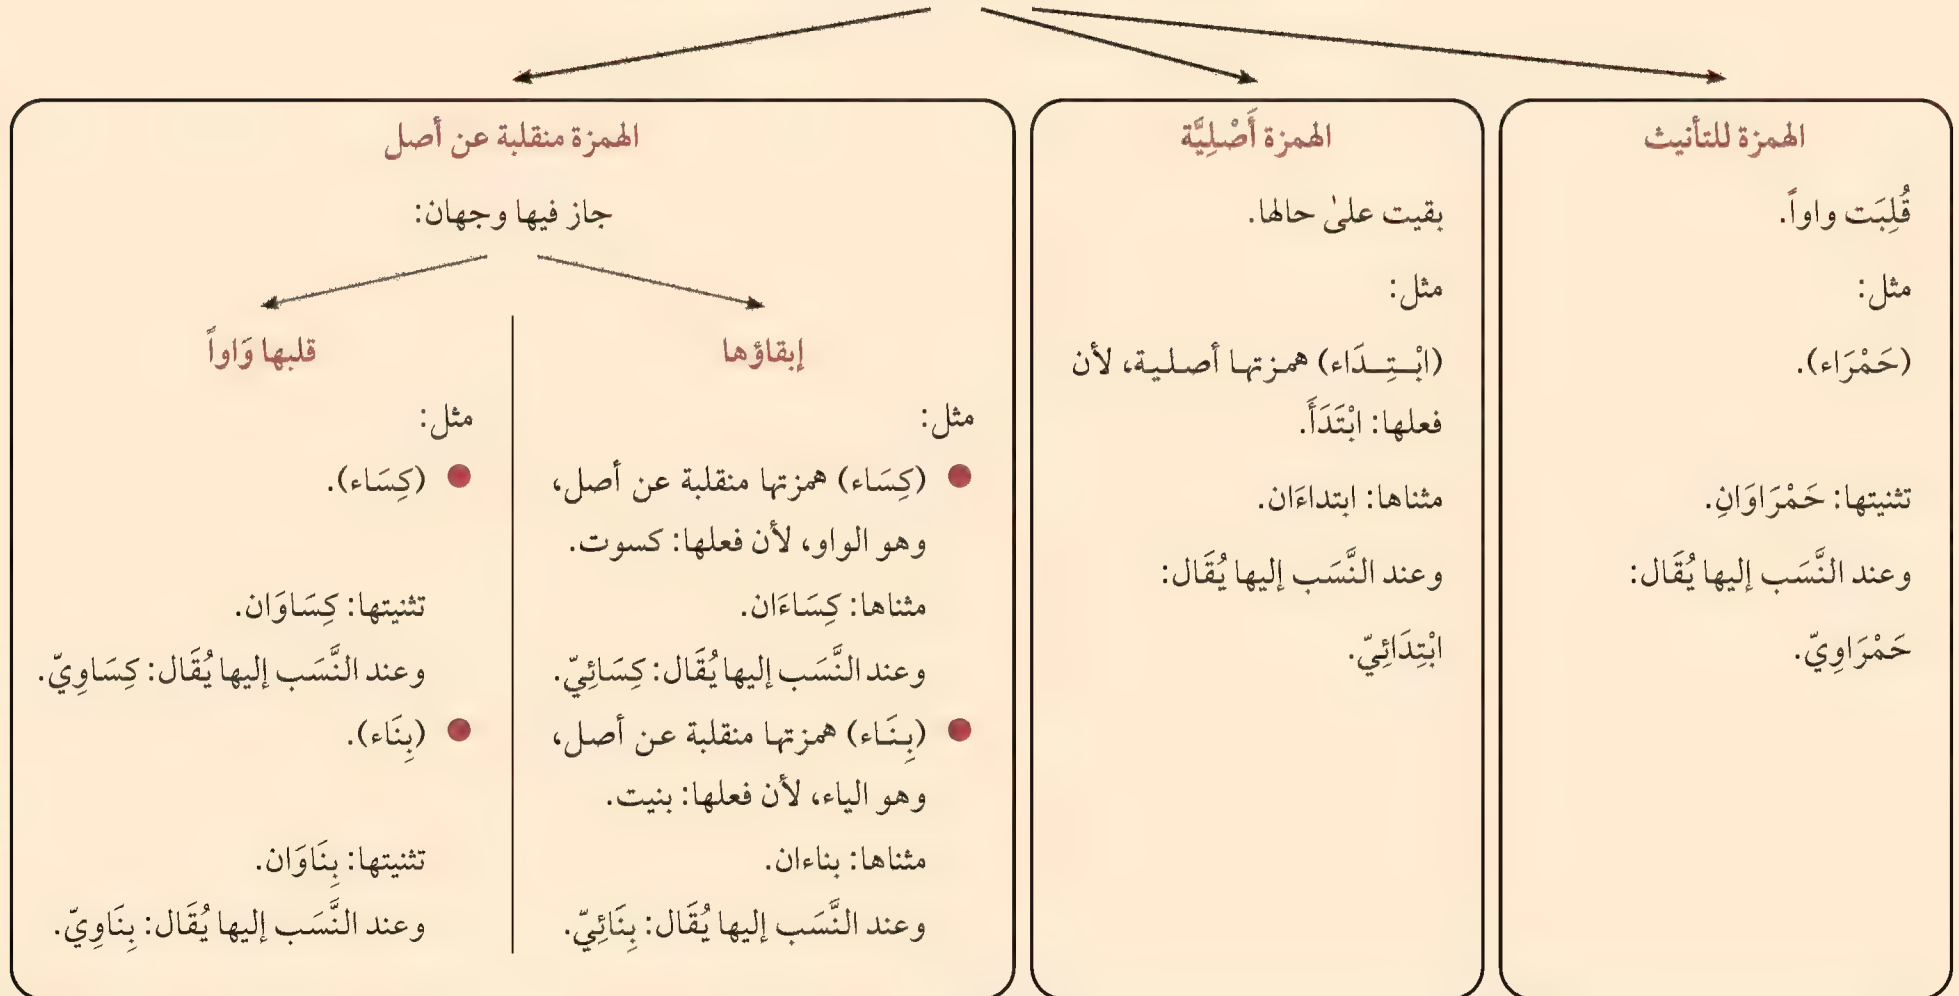 الهمزة للتأنيث
قُلِبَت واواً.
مثل:
(حَمْرَاء).
تثنيتها: حَمْرَاوَانِ.
وعند النَّسَب إليها يُقَال:
حَمْرَاوِيّ.
الهمزة أَصْلِيَّة
بقيت علىٰ حالها.
مثل:
(ابْتِدَاء) همزتها أصلية، لأن
فعلها: ابْتَدَأَ.
مثناها: ابتداءَان.
وعند النَّسَب إليها يُقَال:
ابْتِدَائِيّ.
الهمزة منقلبة عن أصل
جاز فيها وجهان:
إبقاؤها
مثل:
(كِسَاء) همزتها منقلبة عن أصل،
وهو الواو، لأن فعلها: كسوت.
مثناها: كِسَاءَان.
وعند النَّسَب إليها يُقَال: كِسَائِيّ.
(بِنَاء) همزتها منقلبة عن أصل،
وهو الياء، لأن فعلها: بنيت.
مثناها: بناءان.
وعند النَّسَب إليها يُقَال: بِنَائِيّ.
قلبها وَاواً
مثل:
(كِسَاء).
تثنيتها: كِسَاوَان.
وعند النَّسَب إليها يُقَال: كِسَاوِيّ.
(بِنَاء).
تثنيتها: بِنَاوَان.
وعند النَّسَب إليها يُقَال: بِنَاوِيّ.